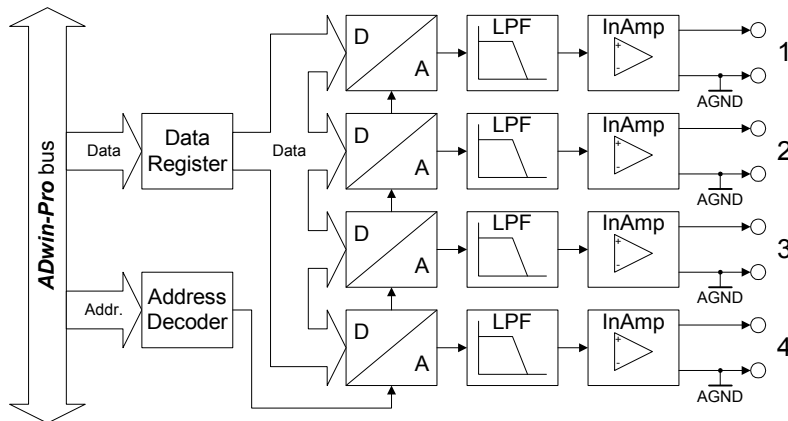 ADwin-Pro bus
Data
Data
Register
Data
Addr.
Address
Decoder
D
A
LPF
InAmp
+
-
AGND
1
D
A
LPF
InAmp
+
-
AGND
2
D
A
LPF
InAmp
+
-
AGND
3
D
A
LPF
InAmp
+
-
AGND
4